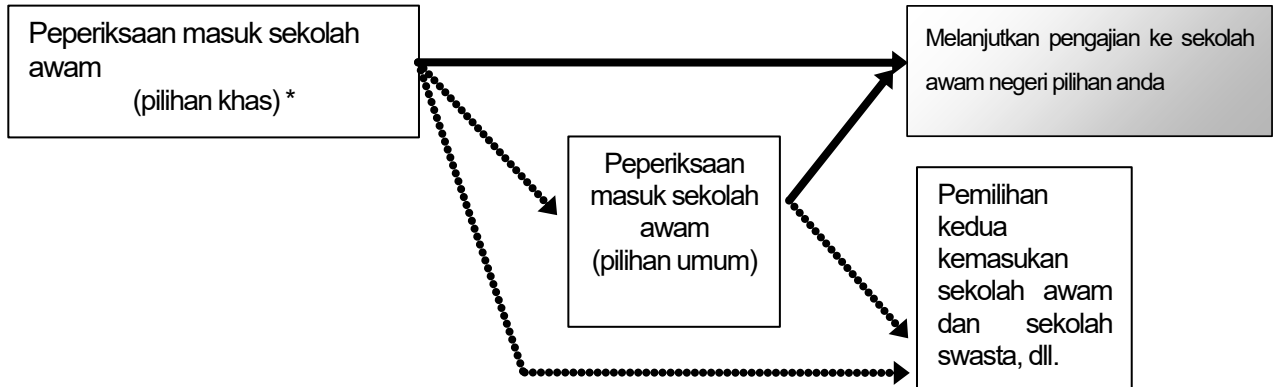 Peperiksaan masuk sekolah
awam
(pilihan khas) *
Melanjutkan pengajian ke sekolah
awam negeri pilihan anda
Peperiksaan
masuk sekolah
awam
(pilihan umum)
Pemilihan
kedua
kemasukan
sekolah awam
dan sekolah
swasta, dll.